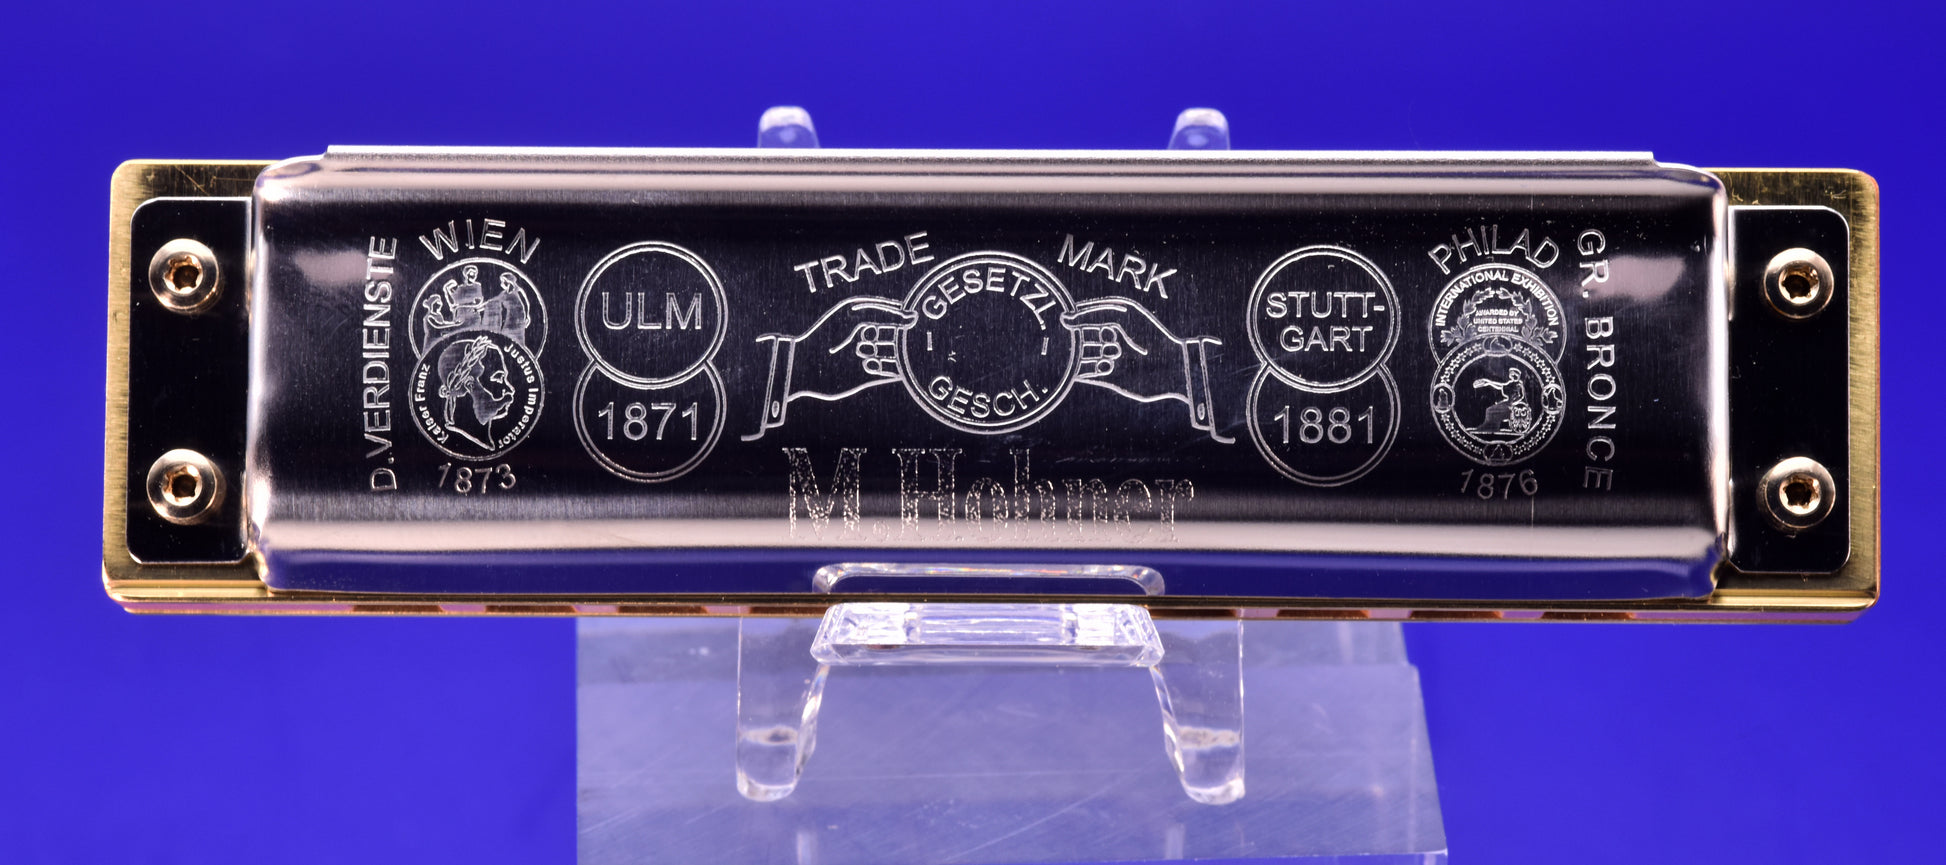 D.VERDIENSTE
WIEN
Kaiser Franz
Justus Imperator
1873
ULM
1871
TRADE MARK
GESETZL.
GESCH.
M.Hohner
STUTT-
GART
1881
PHILAD
INTERNATIONAL EXHIBITION
AWARDED BY
UNITED STATES
CENTENNIAL
1876
GR. BRONCE